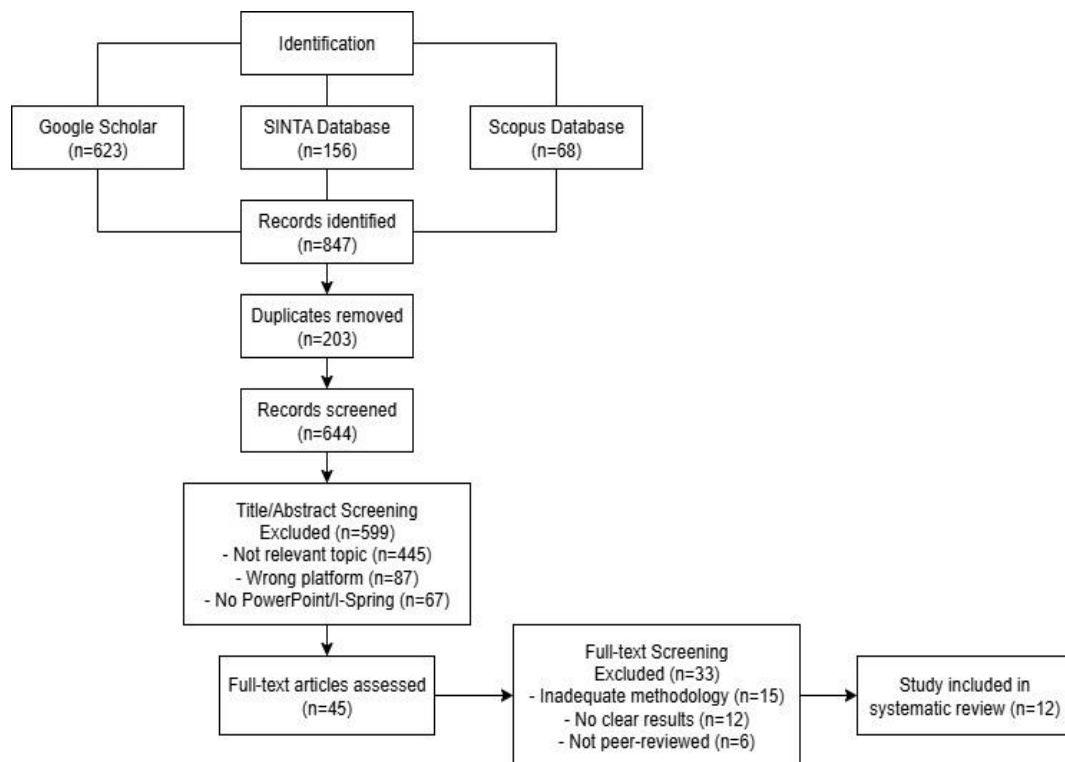 Identification
Google Scholar
(n=623)
SINTA Database
(n=156)
Scopus Database
(n=68)
Records identified
(n=847)
Duplicates removed
(n=203)
Records screened
(n=644)
Title/Abstract Screening
Excluded (n=599)
- Not relevant topic (n=445)
- Wrong platform (n=87)
- No PowerPoint/I-Spring (n=67)
Full-text articles assessed
(n=45)
Full-text Screening
Excluded (n=33)
- Inadequate methodology (n=15)
- No clear results (n=12)
- Not peer-reviewed (n=6)
Study included in
systematic review (n=12)